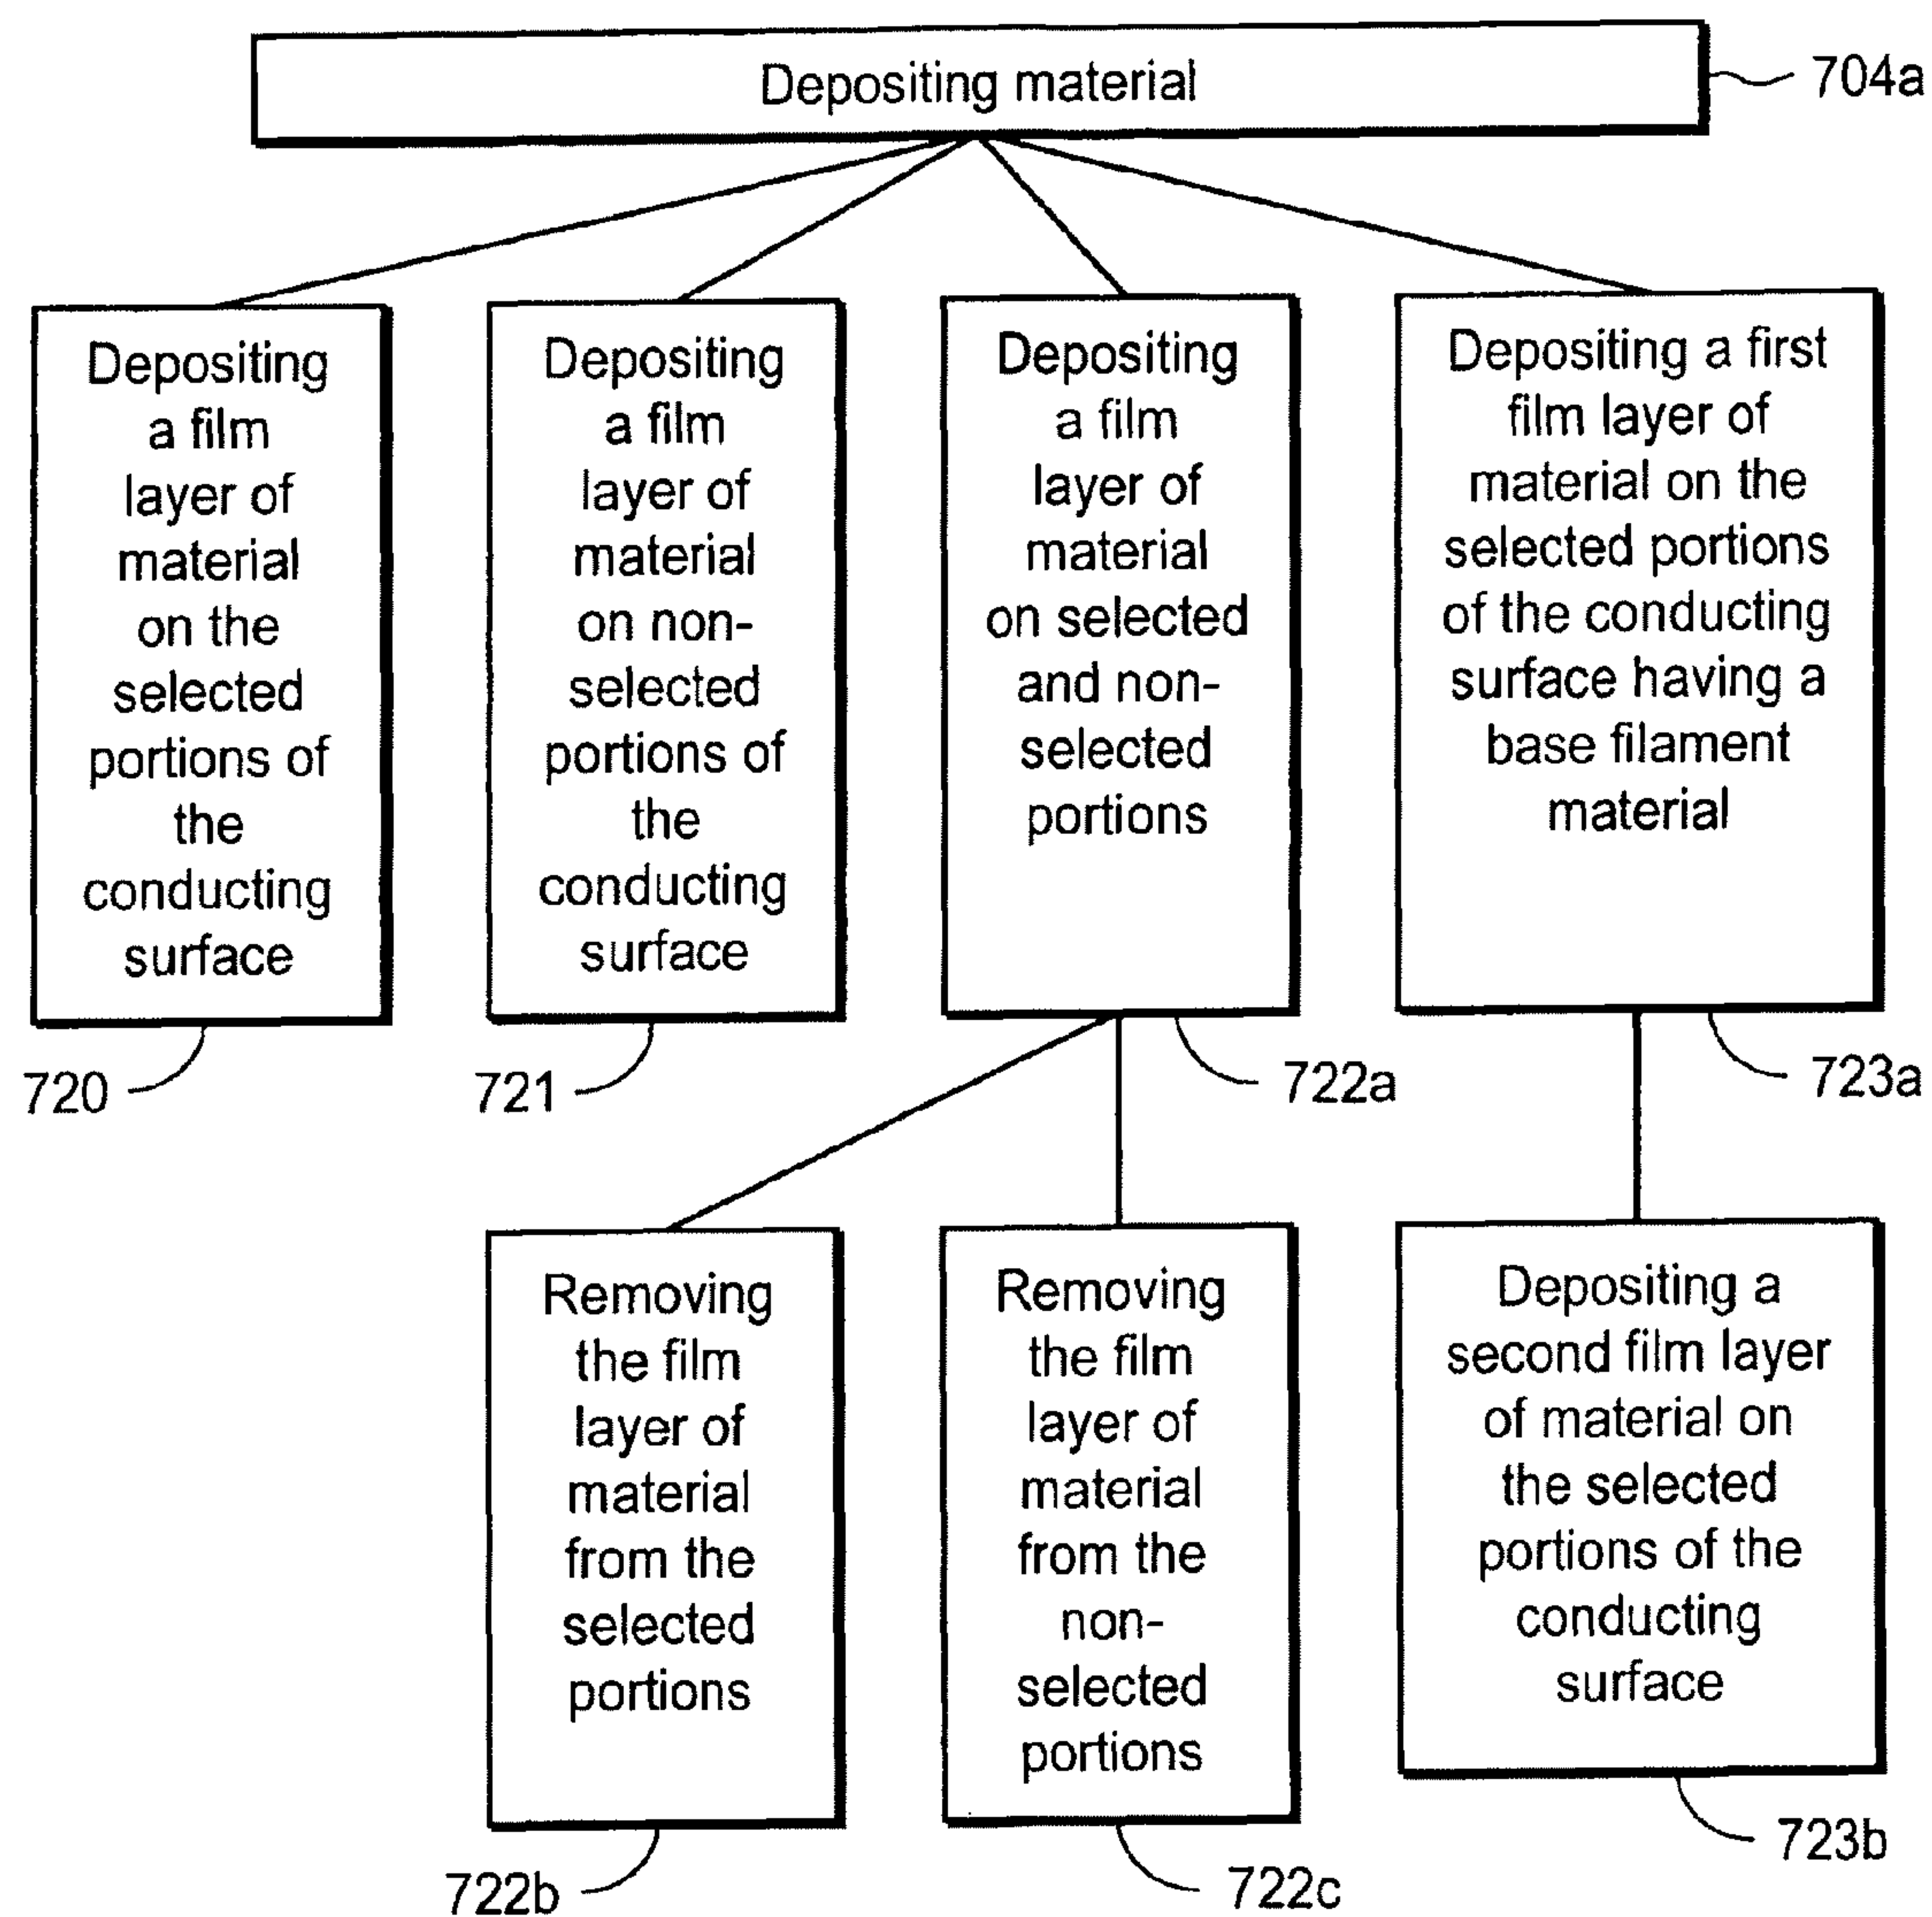 Depositing material
704a
Depositing
a film
layer of
material
on the
selected
portions of
the
conducting
surface
720
Depositing
a film
layer of
material
on non-
selected
portions of
the
conducting
surface
721
Depositing
a film
layer of
material
on selected
and non-
selected
portions
722a
Depositing a first
film layer of
material on the
selected portions
of the conducting
surface having a
base filament
material
723a
Removing
the film
layer of
material
from the
selected
portions
722b
Removing
the film
layer of
material
from the
non-
selected
portions
722c
Depositing a
second film layer
of material on
the selected
portions of the
conducting
surface
723b